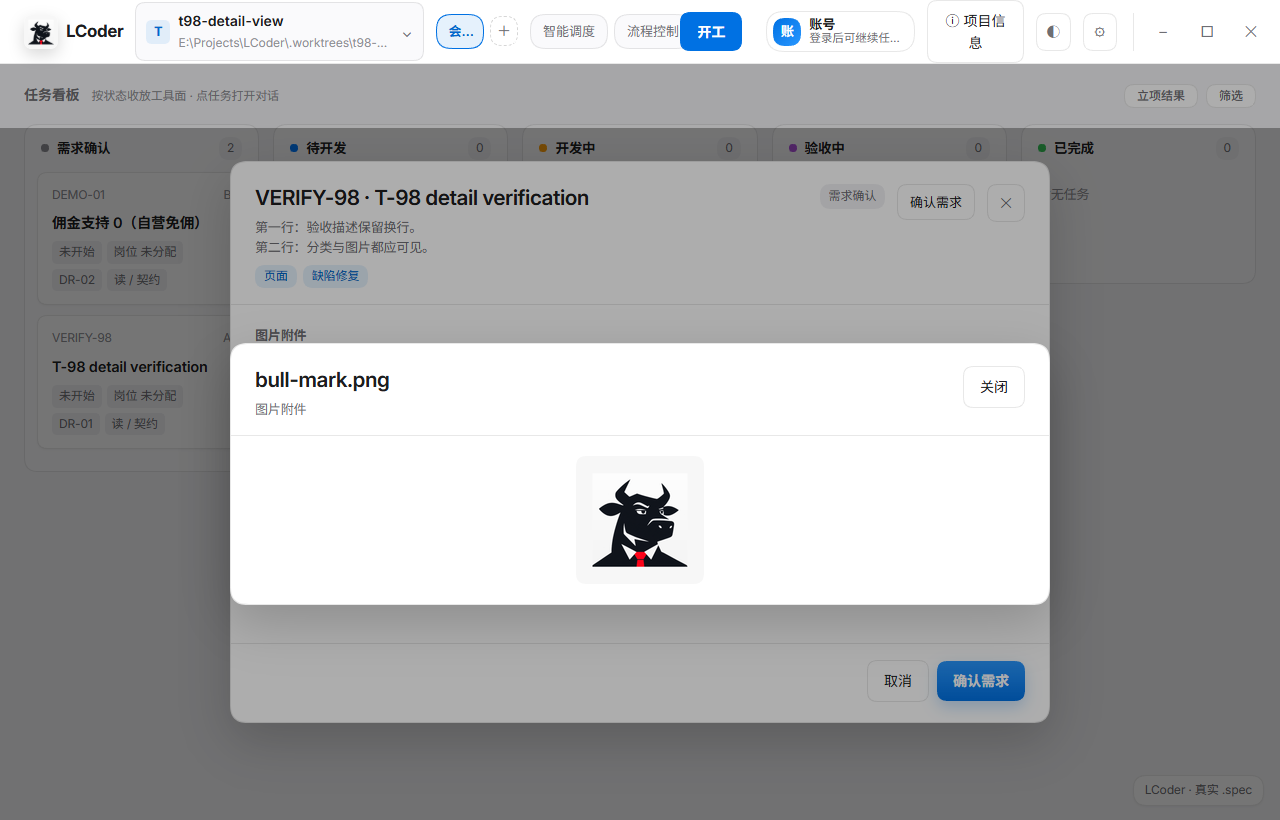 LCoder
T
t98-detail-view
E:\Projects\LCoder\.worktrees\t98-...
会...
+
智能调度
流程控制
开工
账
账号
登录后可继续任...
项目信息
任务看板
按状态收放工具面 · 点任务打开对话
立项结果
筛选
需求确认
2
待开发
0
开发中
0
验收中
0
已完成
0
DEMO-01
佣金支持 0（自营免佣）
未开始
岗位 未分配
DR-02
读 / 契约
VERIFY-98
T-98 detail verification
未开始
岗位 未分配
DR-01
读 / 契约
无任务
VERIFY-98 · T-98 detail verification
需求确认
确认需求
第一行：验收描述保留换行。
第二行：分类与图片都应可见。
页面
缺陷修复
图片附件
bull-mark.png
图片附件
关闭
取消
确认需求
LCoder · 真实 .spec